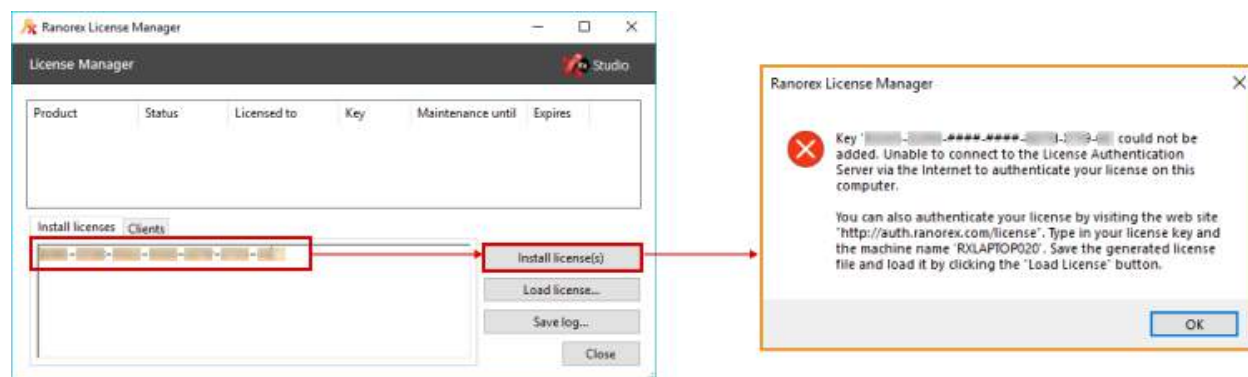 Ranorex License Manager
License Manager
Studio
Product Status Licensed to Key Maintenance until Expires
Install licenses Clients
Install license(s)
Load license...
Save log...
Close
Ranorex License Manager
Key '
-####-####-
could not be
added. Unable to connect to the License Authentication
Server via the Internet to authenticate your license on this
computer.
You can also authenticate your license by visiting the web site
"http://auth.ranorex.com/license". Type in your license key and
the machine name 'RXLAPTOP020'. Save the generated license
file and load it by clicking the "Load License" button.
OK